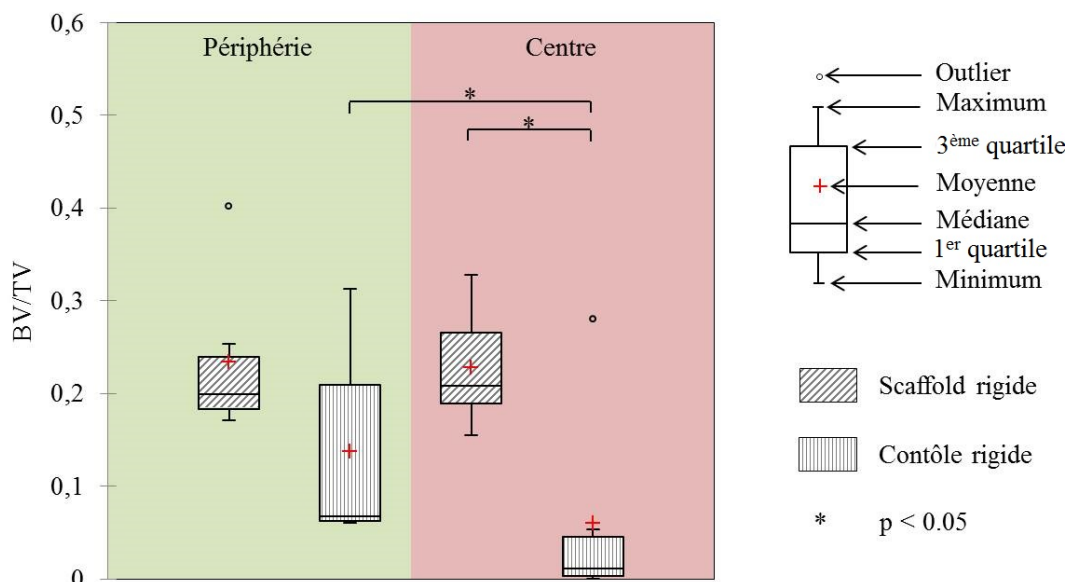 0,6
0,5
0,4
0,3
0,2
0,1
0
BV/TV
Périphérie
Centre
*
*
Outlier
Maximum
3ème quartile
Moyenne
Médiane
1er quartile
Minimum
Scaffold rigide
Contôle rigide
* p < 0.05